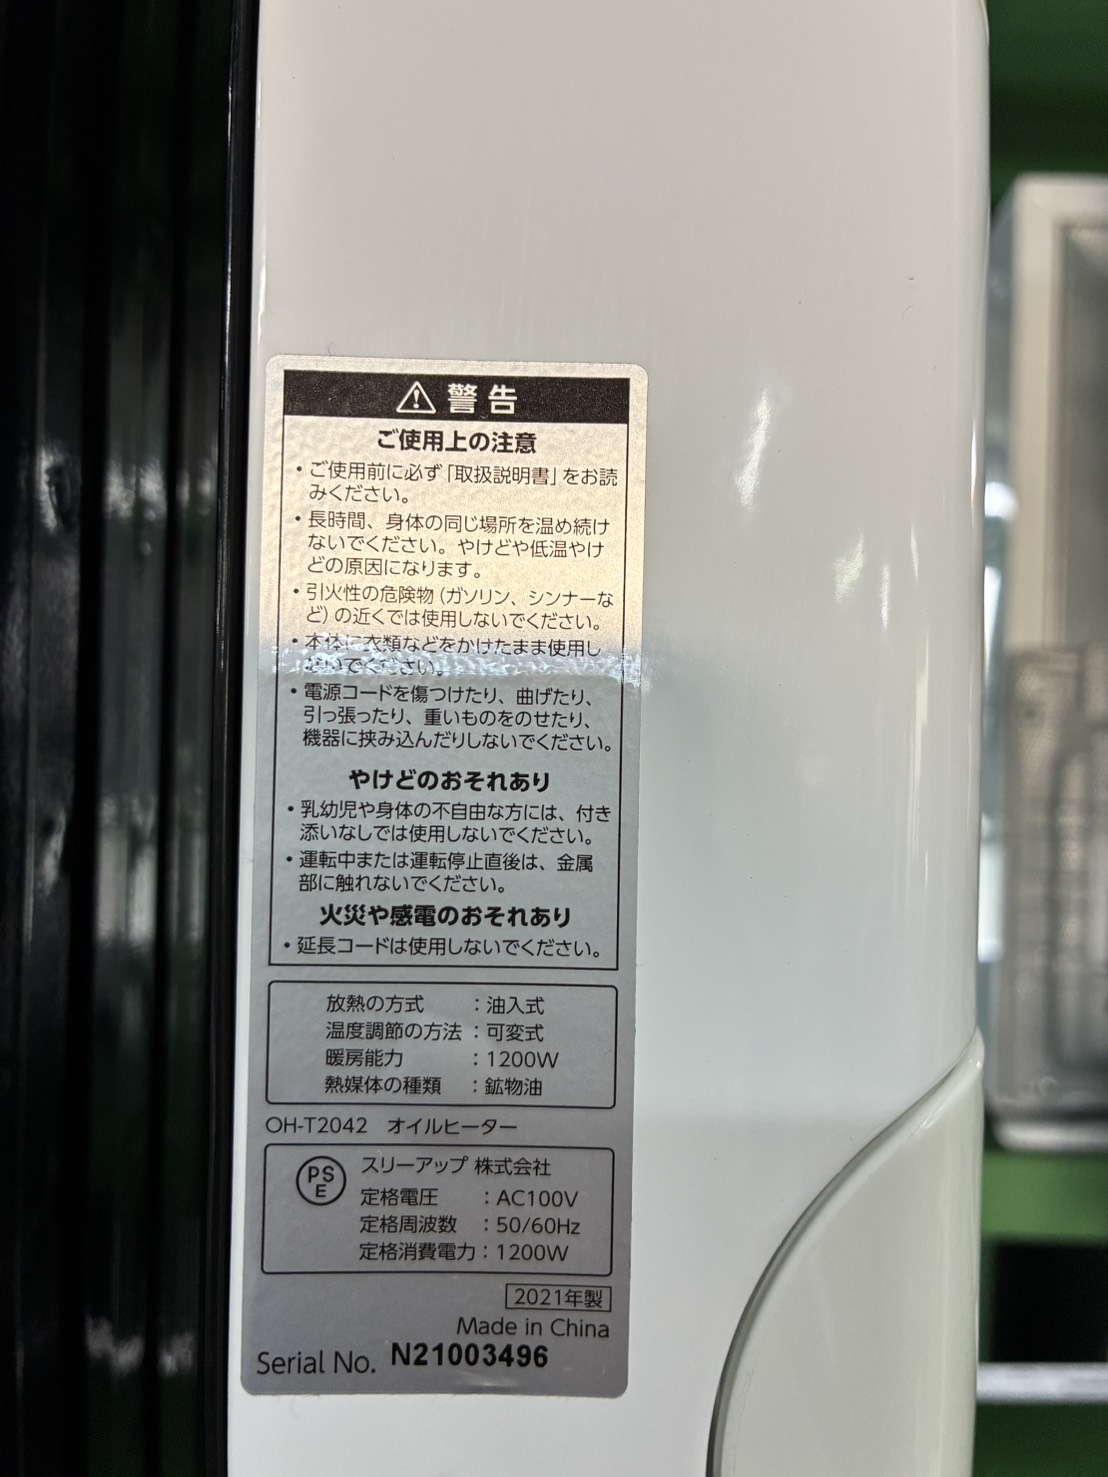 ⚠ 警告
ご使用上の注意
・ご使用前に必ず「取扱説明書」をお読
みください。
・長時間、身体の同じ場所を温め続け
ないでください。やけどや低温やけ
どの原因になります。
・引火性の危険物(ガソリン、シンナーな
ど)の近くでは使用しないでください。
・本体に衣類などをかけたまま使用し
ないでください。
・電源コードを傷つけたり、曲げたり、
引っ張ったり、重いものをのせたり、
機器に挟み込んだりしないでください。
やけどのおそれあり
・乳幼児や身体の不自由な方には、付き
添いなしでは使用しないでください。
・運転中または運転停止直後は、金属
部に触れないでください。
火災や感電のおそれあり
・延長コードは使用しないでください。
放熱の方式 :油入式
温度調節の方法 :可変式
暖房能力 :1200W
熱媒体の種類 :鉱物油
OH-T2042 オイルヒーター
PS
E
スリーアップ 株式会社
定格電圧 :AC100V
定格周波数 :50/60Hz
定格消費電力:1200W
2021年製
Made in China
Serial No. N21003496